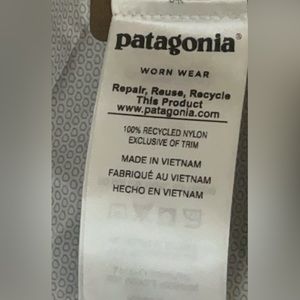 patagonia®
WORN WEAR
Repair, Reuse, Recycle
This Product
www.patagonia.com
100% RECYCLED NYLON
EXCLUSIVE OF TRIM
MADE IN VIETNAM
FABRIQUÉ AU VIETNAM
HECHO EN VIETNAM